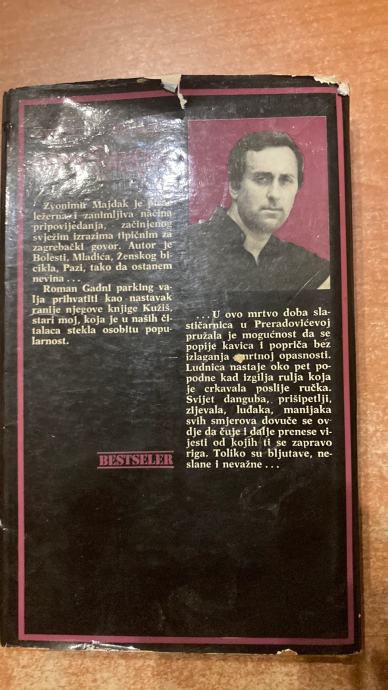 Zvonimir Majdak je
ležerna i zanimljiva načina
pripovijedanja, začinjenog
svježim izrazima tipičnim za
zagrebački govor. Autor je
Bolesti, Mladića, Ženskog bi-
cikla, Pazi, tako da ostanem
nevina . . .
Roman Gadni parking va-
lja prihvatiti kao nastavak
ranije njegove knjige Kužiš,
stari moj, koja je u naših či-
talaca stekla osobitu popu-
larnost.
BESTSELER
. . . U ovo mrtvo doba sla-
stičarnica u Preradovićevoj
pružala je mogućnost da se
popije kavica i popriča bez
izlaganja smrtnoj opasnosti.
Ludnica nastaje oko pet po-
podne kad izgilja rulja koja
je crkavala poslije ručka.
Svijet danguba, prišipetlji,
zljevala, luđaka, manijaka
svih smjerova dovuče se ov-
dje da čuje i dalje prenese vi-
jesti od kojih ti se zapravo
riga. Toliko su bljutave, ne-
slane i nevažne . . .